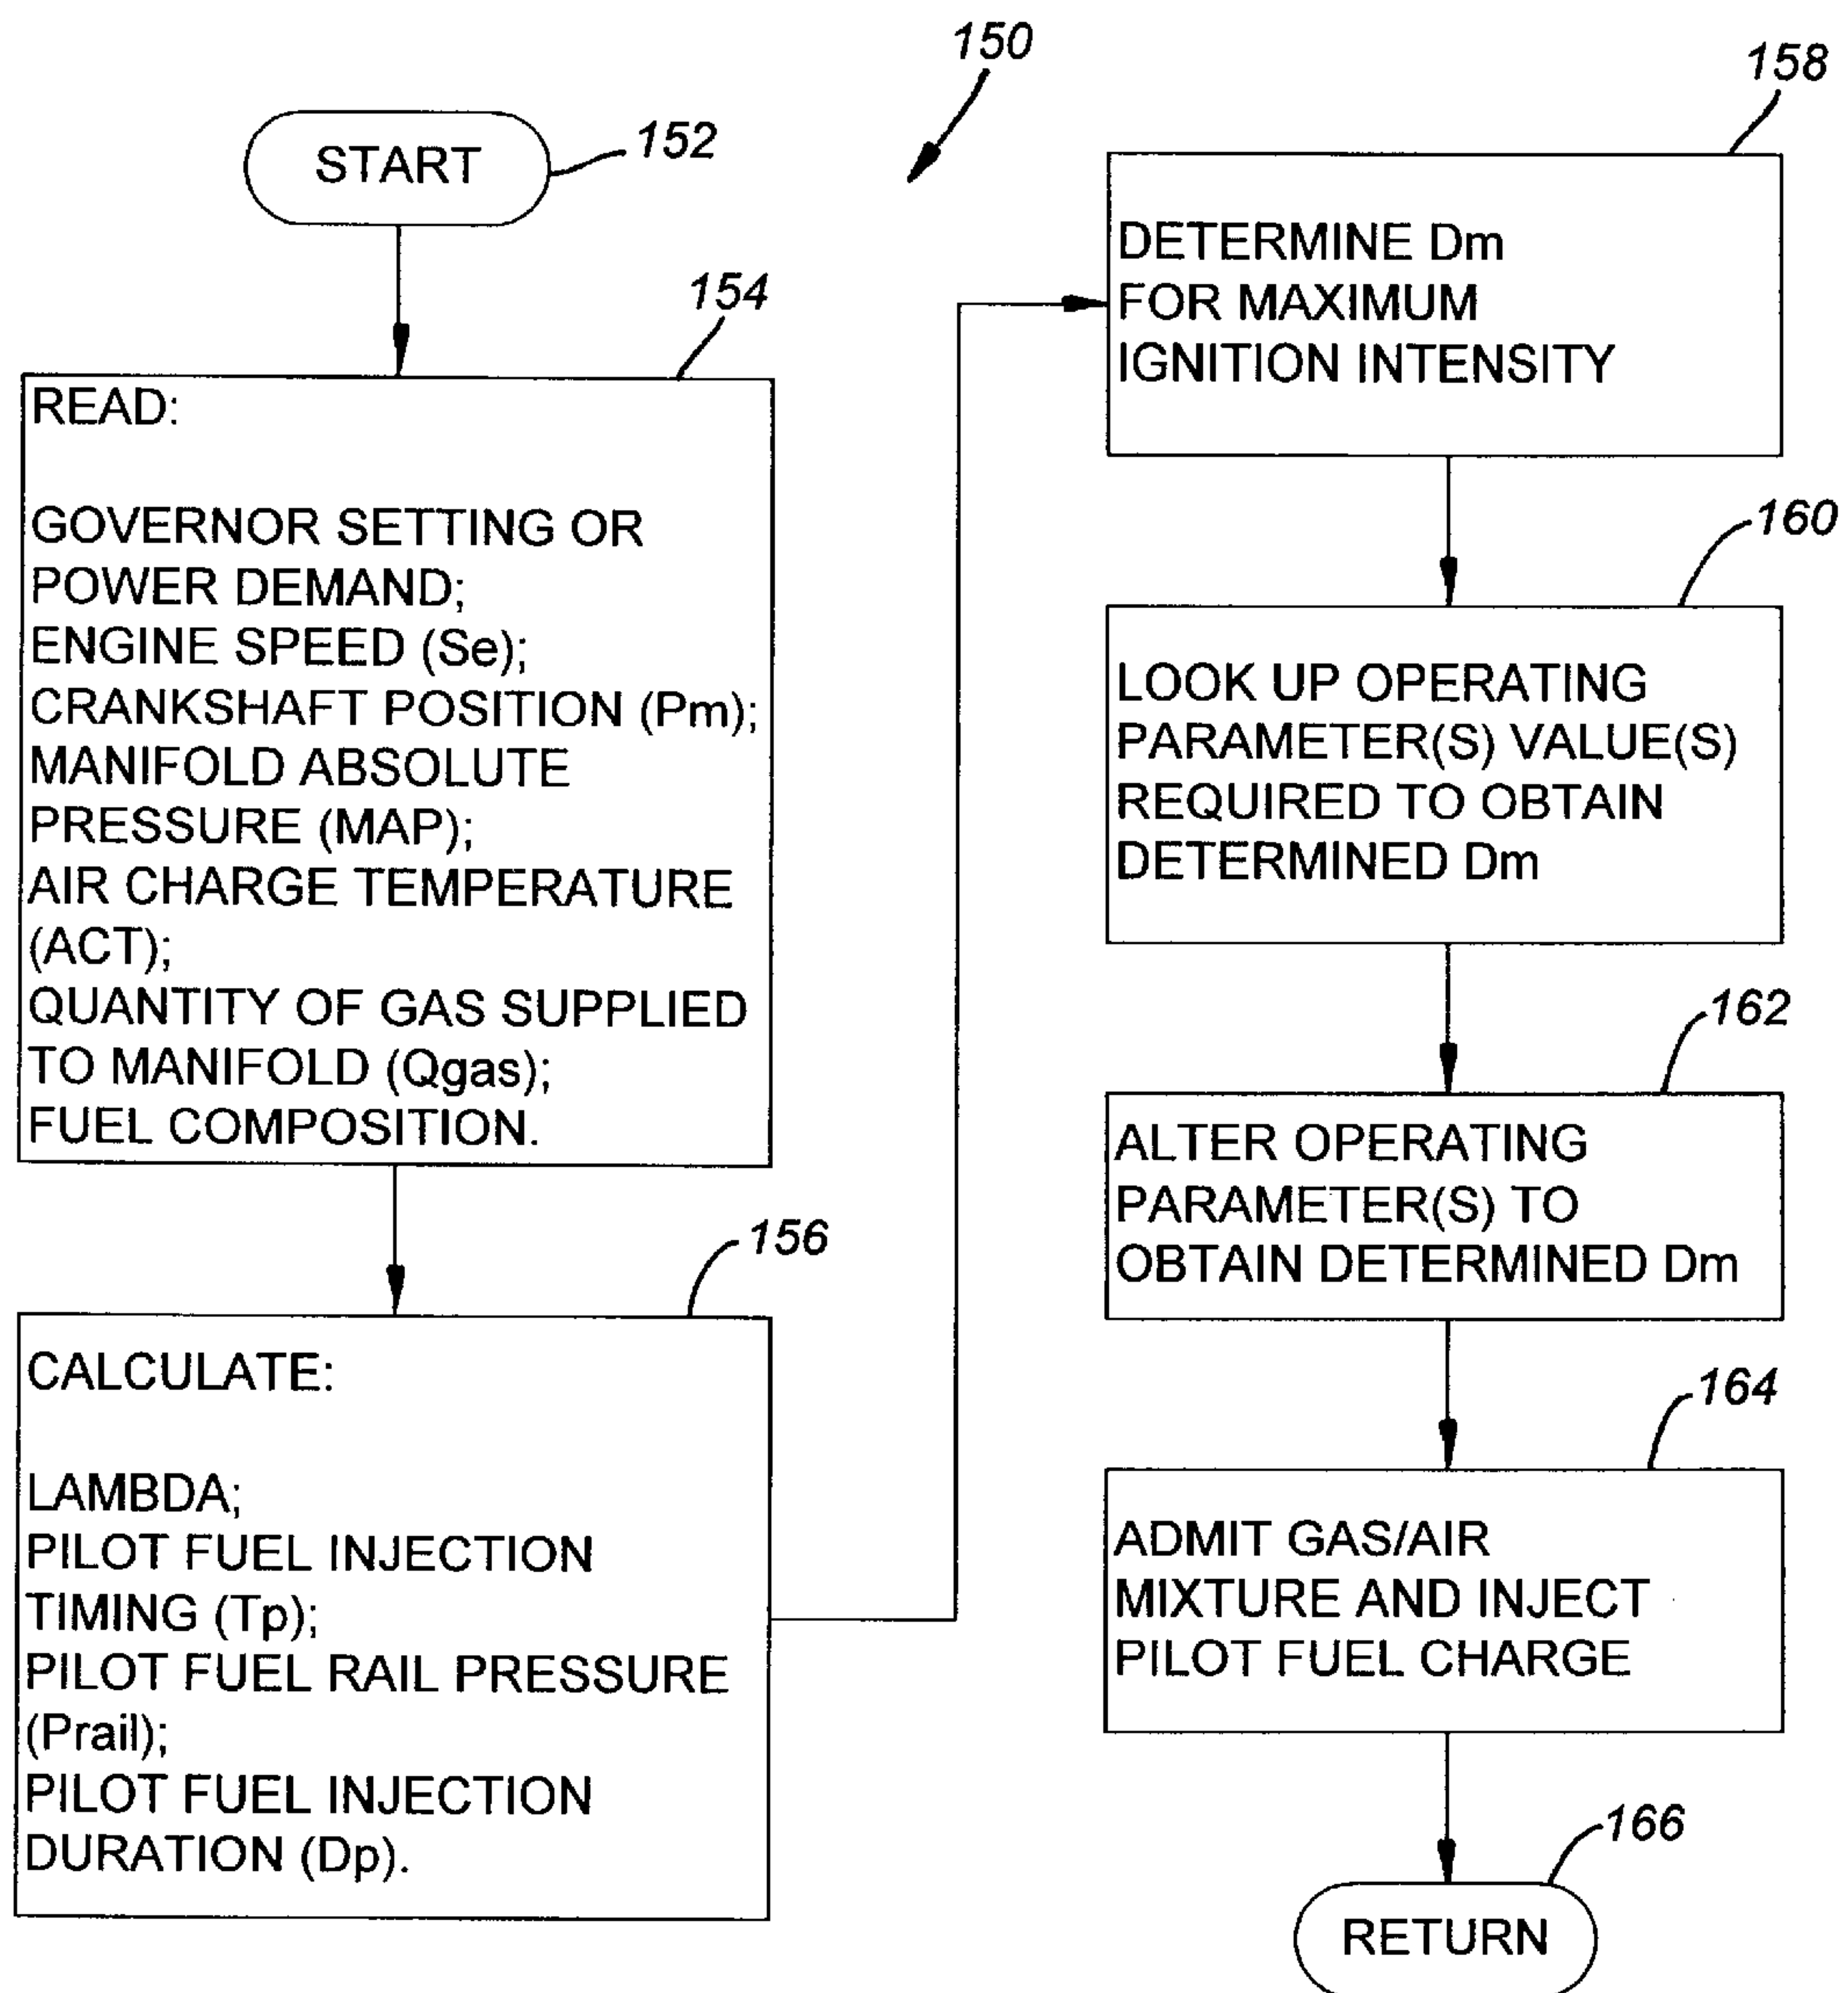 150
START
152
154
READ:
GOVERNOR SETTING OR
POWER DEMAND;
ENGINE SPEED (Se);
CRANKSHAFT POSITION (Pm);
MANIFOLD ABSOLUTE
PRESSURE (MAP);
AIR CHARGE TEMPERATURE
(ACT);
QUANTITY OF GAS SUPPLIED
TO MANIFOLD (Qgas);
FUEL COMPOSITION.
156
CALCULATE:
LAMBDA;
PILOT FUEL INJECTION
TIMING (Tp);
PILOT FUEL RAIL PRESSURE
(Prail);
PILOT FUEL INJECTION
DURATION (Dp).
158
DETERMINE Dm
FOR MAXIMUM
IGNITION INTENSITY
160
LOOK UP OPERATING
PARAMETER(S) VALUE(S)
REQUIRED TO OBTAIN
DETERMINED Dm
162
ALTER OPERATING
PARAMETER(S) TO
OBTAIN DETERMINED Dm
164
ADMIT GAS/AIR
MIXTURE AND INJECT
PILOT FUEL CHARGE
166
RETURN